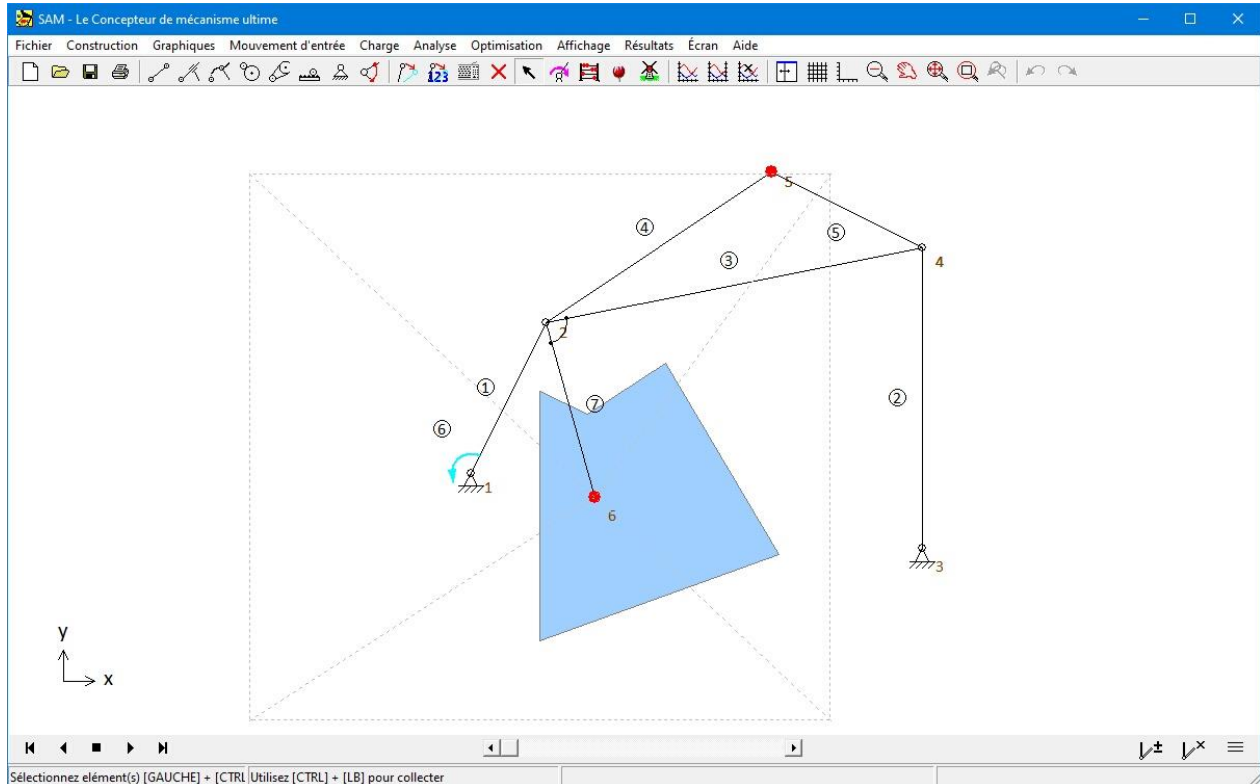 SAM - Le Concepteur de mécanisme ultime
Fichier Construction Graphiques Mouvement d'entrée Charge Analyse Optimisation Affichage Résultats Écran Aide
123
5
4
5
3
4
2
1
7
2
6
1
6
3
y
x
Sélectionnez elément(s) [GAUCHE] + [CTRL Utilisez [CTRL] + [LB] pour collecter